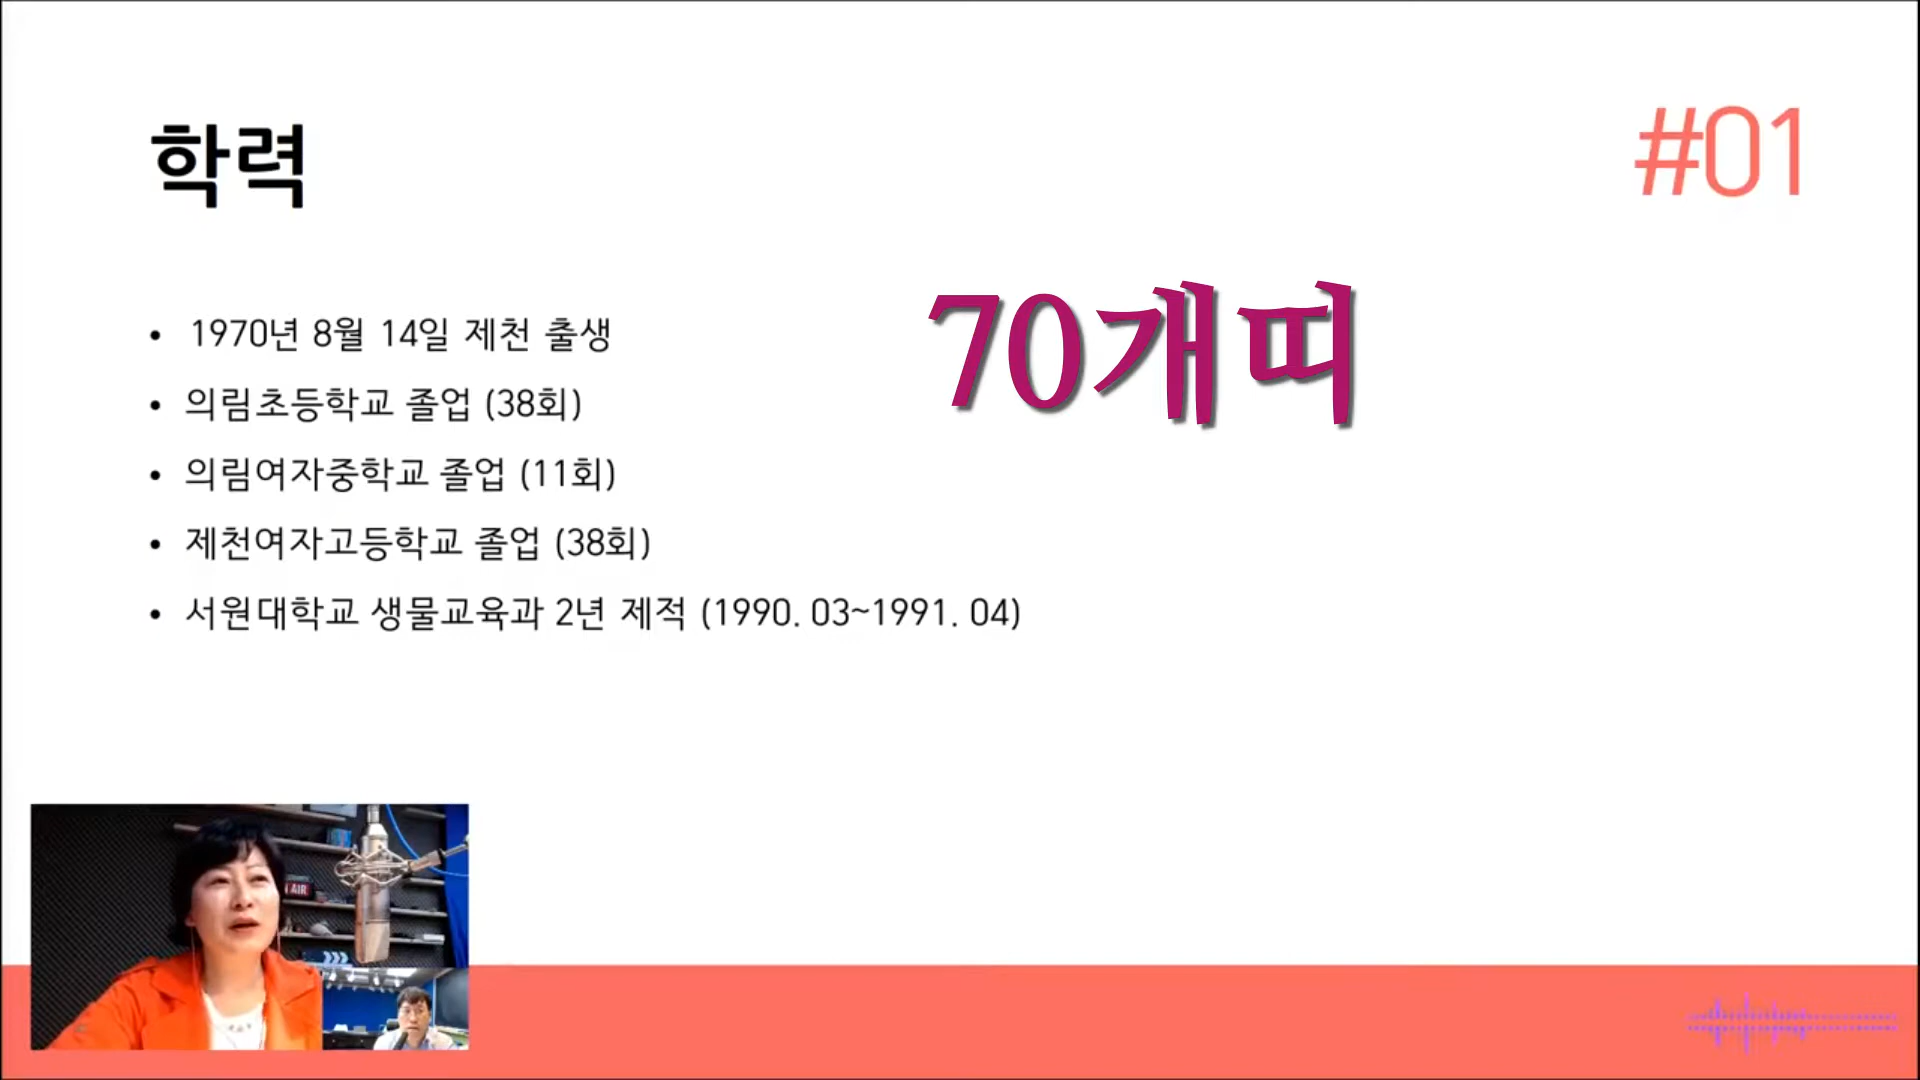 학력
#01
70개띠
• 1970년 8월 14일 제천 출생
• 의림초등학교 졸업 (38회)
• 의림여자중학교 졸업 (11회)
• 제천여자고등학교 졸업 (38회)
• 서원대학교 생물교육과 2년 제적 (1990. 03~1991. 04)
AIR